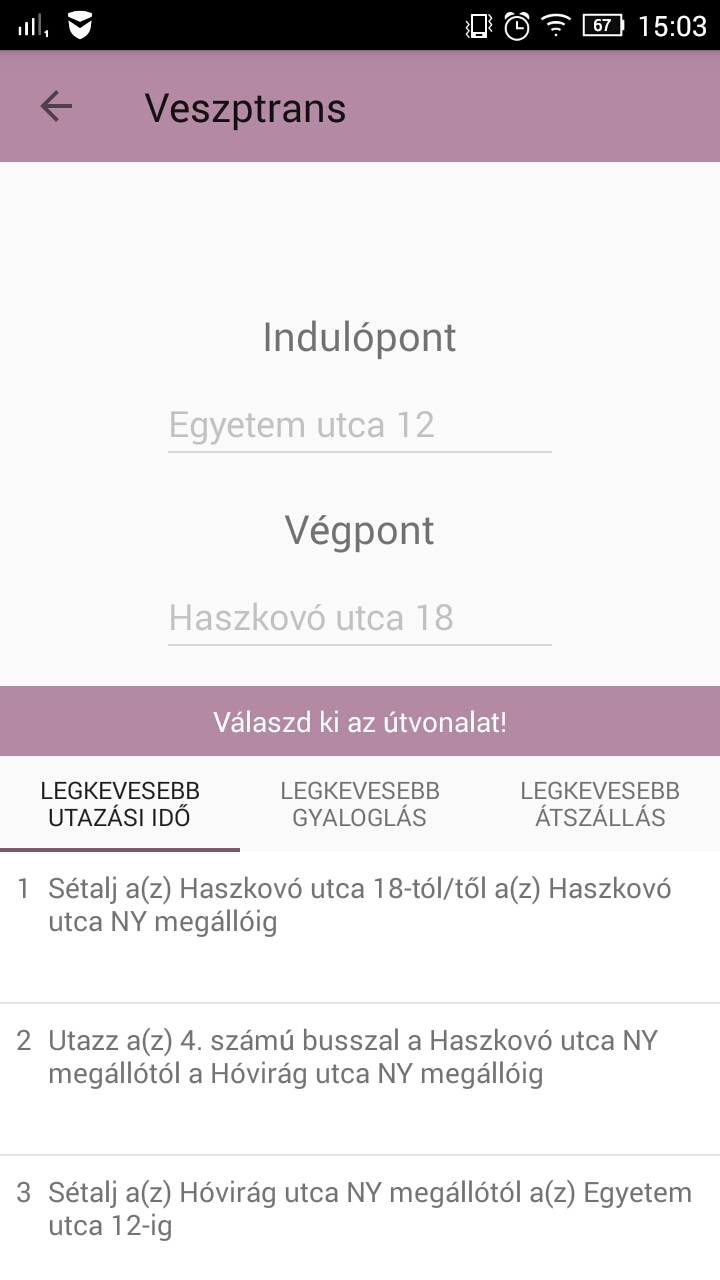 1
67
15:03
Veszptrans
Indulópont
Egyetem utca 12
Végpont
Haszkovó utca 18
Válaszd ki az útvonalat!
LEGKEVESEBB
UTAZÁSI IDŐ
LEGKEVESEBB
GYALOGLÁS
LEGKEVESEBB
ÁTSZÁLLÁS
1 Sétalj a(z) Haszkovó utca 18-tól/től a(z) Haszkovó
utca NY megállóig
2 Utazz a(z) 4. számú busszal a Haszkovó utca NY
megállótól a Hóvirág utca NY megállóig
3 Sétalj a(z) Hóvirág utca NY megállótól a(z) Egyetem
utca 12-ig